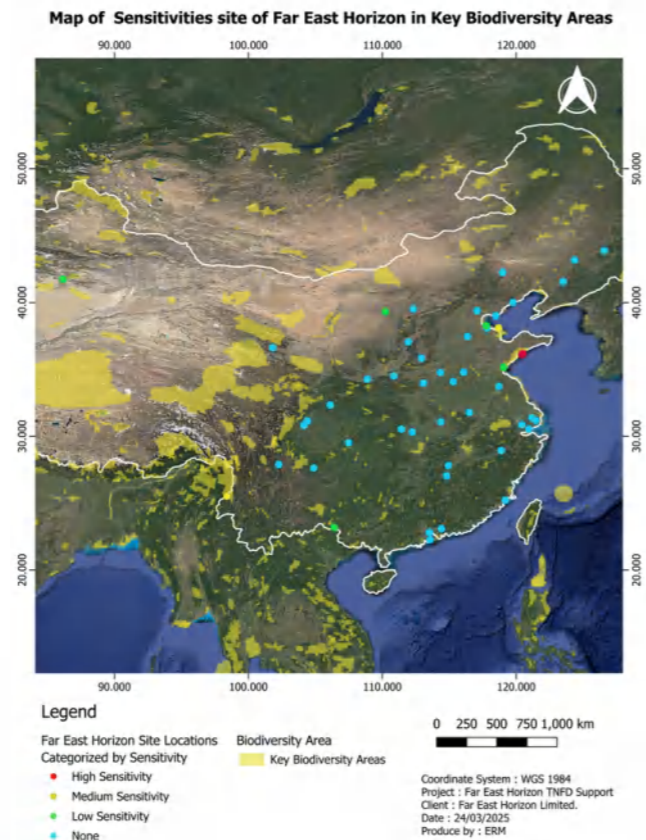 Map of Sensitivities site of Far East Horizon in Key Biodiversity Areas
90.000 100.000 110.000 120.000
50.000 50.000
40.000 40.000
30.000 30.000
20.000 20.000
90.000 100.000 110.000 120.000
Legend
Far East Horizon Site Locations
Categorized by Sensitivity
High Sensitivity
Medium Sensitivity
Low Sensitivity
None
Biodiversity Area
Key Biodiversity Areas
0 250 500 750 1,000 km
Coordinate System : WGS 1984
Project : Far East Horizon TNFD Support
Client : Far East Horizon Limited.
Date : 24/03/2025
Produce by : ERM